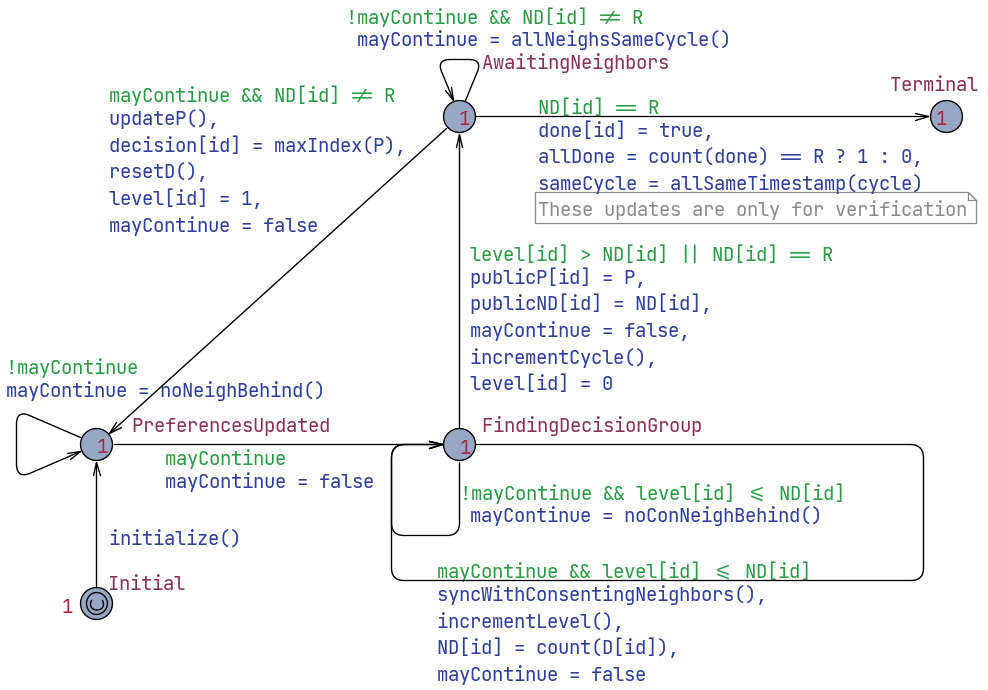 !mayContinue && ND[id] ≠ R
mayContinue = allNeighsSameCycle()
AwaitingNeighbors
Terminal
mayContinue && ND[id] ≠ R
updateP(),
decision[id] = maxIndex(P),
resetD(),
level[id] = 1,
mayContinue = false
1
1
ND[id] == R
done[id] = true,
allDone = count(done) == R ? 1 : 0,
sameCycle = allSameTimestamp(cycle)
These updates are only for verification
level[id] > ND[id] || ND[id] == R
publicP[id] = P,
publicND[id] = ND[id],
mayContinue = false,
incrementCycle(),
level[id] = 0
!mayContinue
mayContinue = noNeighBehind()
PreferencesUpdated
1
mayContinue
mayContinue = false
FindingDecisionGroup
1
!mayContinue && level[id] ≤ ND[id]
mayContinue = noConNeighBehind()
initialize()
Initial
1
mayContinue && level[id] ≤ ND[id]
syncWithConsentingNeighbors(),
incrementLevel(),
ND[id] = count(D[id]),
mayContinue = false